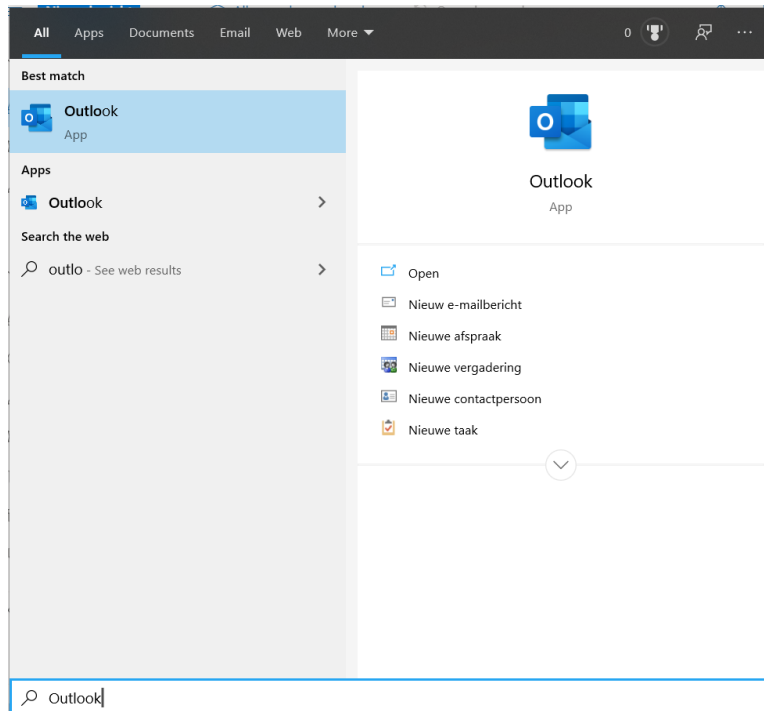 All Apps Documents Email Web More 0
Best match
Outlook
App
Apps
Outlook
Search the web
outlo - See web results
Outlook
App
Open
Nieuw e-mailbericht
Nieuwe afspraak
Nieuwe vergadering
Nieuwe contactpersoon
Nieuwe taak
Outlook